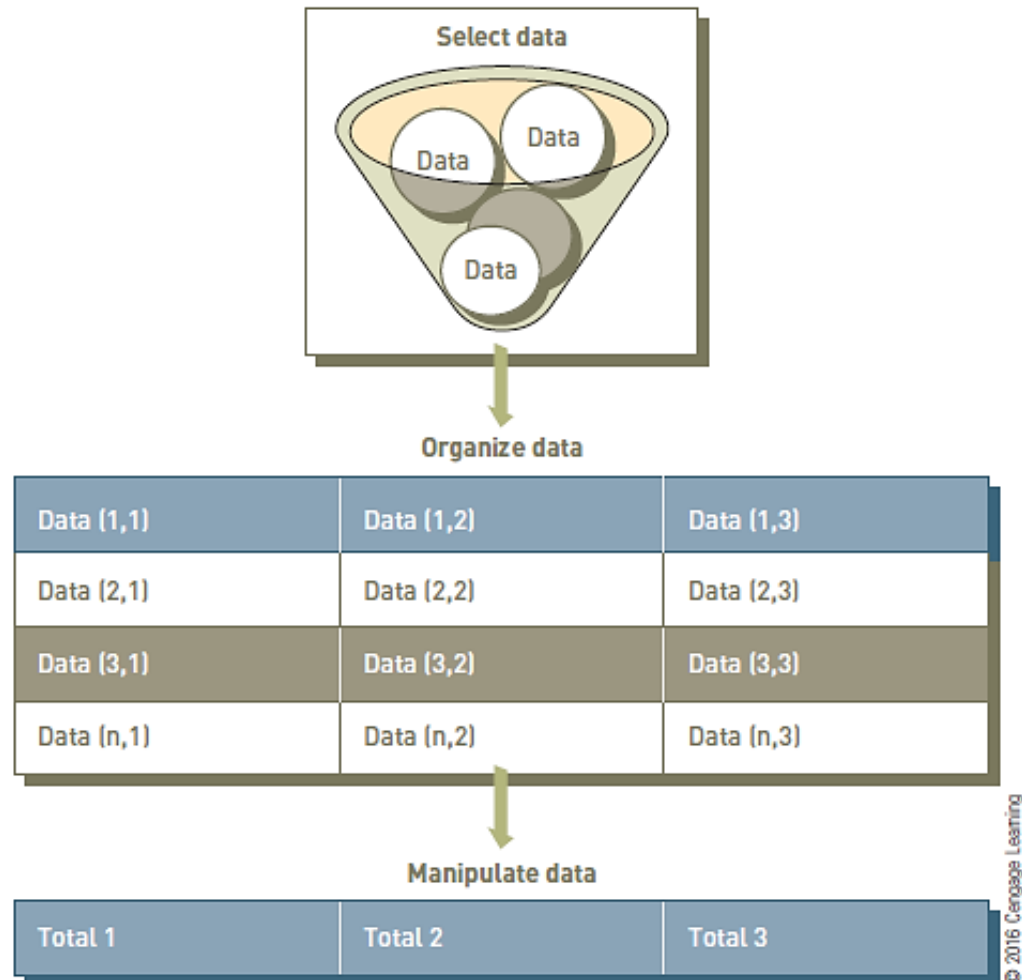 Select data
Data
Data
Data
Organize data
Data (1,1) Data (1,2) Data (1,3)
Data (2,1) Data (2,2) Data (2,3)
Data (3,1) Data (3,2) Data (3,3)
Data (n,1) Data (n,2) Data (n,3)
Manipulate data
Total 1 Total 2 Total 3
© 2016 Cengage Learning